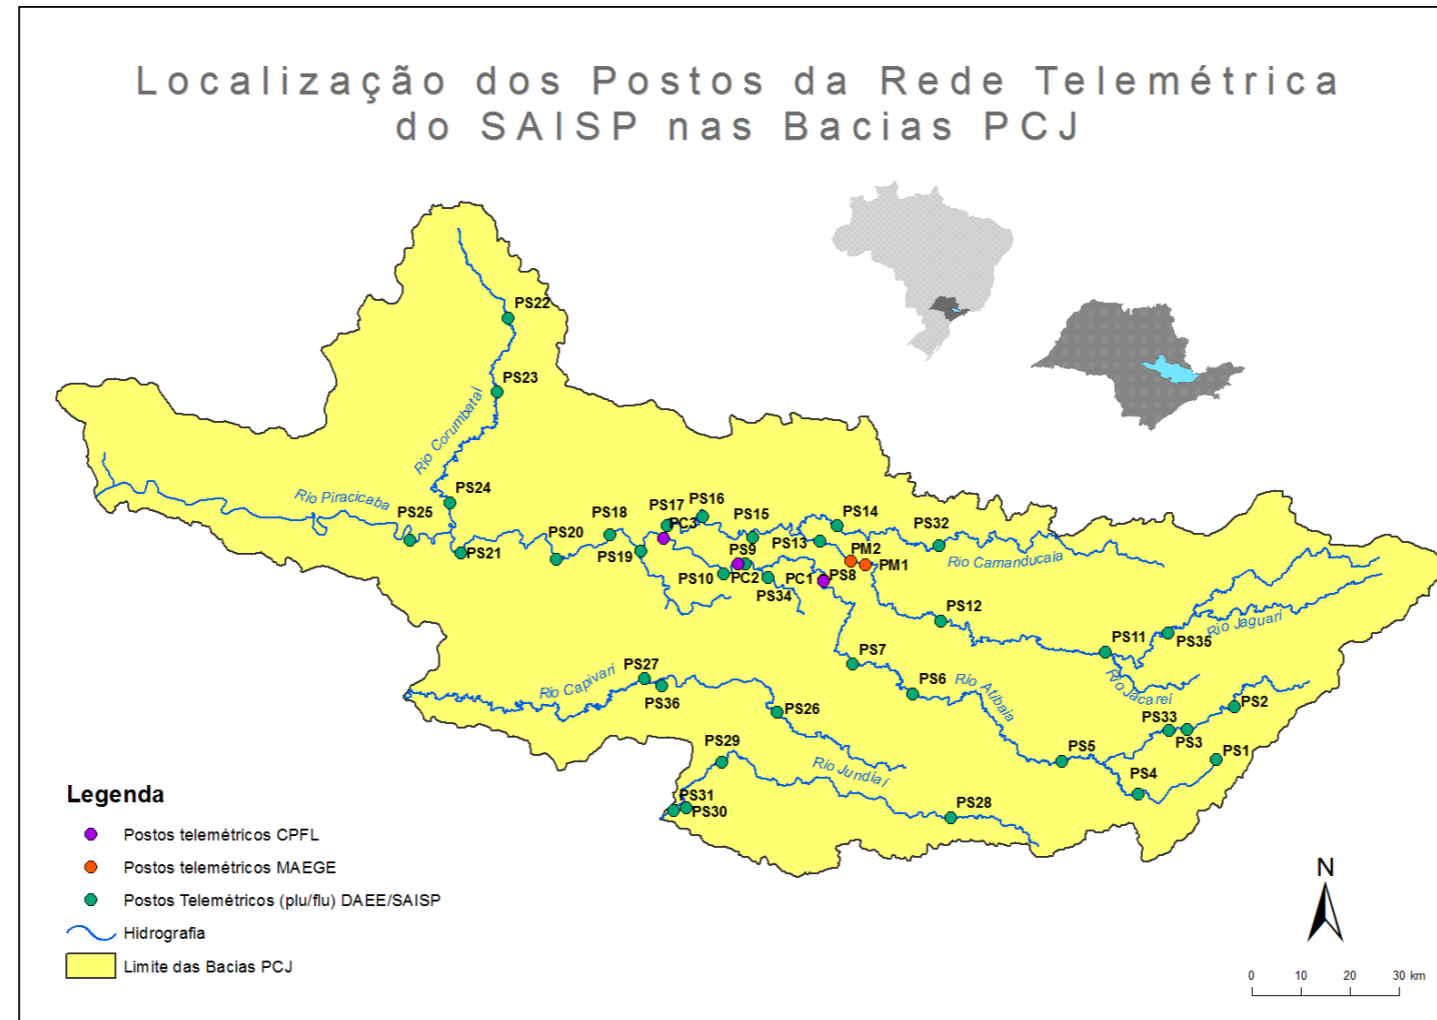 Localização dos Postos da Rede Telemétrica
do SAISP nas Bacias PCJ
PS22
PS23
Rio Corumbataí
PS24
Rio Piracicaba
PS25
PS21
PS20
PS18
PS19
PS17
PC3
PS16
PS15
PS9
PS10
PC2
PS34
PS13
PS14
PC1
PS8
PM2
PM1
PS32
Rio Camanducaia
PS12
PS11
PS35
Rio Jaguari
Rio Jacareí
PS7
PS6
Rio Atibaia
PS33
PS3
PS2
PS1
PS5
PS4
PS27
Rio Capivari
PS36
PS26
PS29
Rio Jundiaí
PS31
PS30
PS28
Legenda
Postos telemétricos CPFL
Postos telemétricos MAEGE
Postos Telemétricos (plu/flu) DAEE/SAISP
Hidrografia
Limite das Bacias PCJ
N
0 10 20 30 km